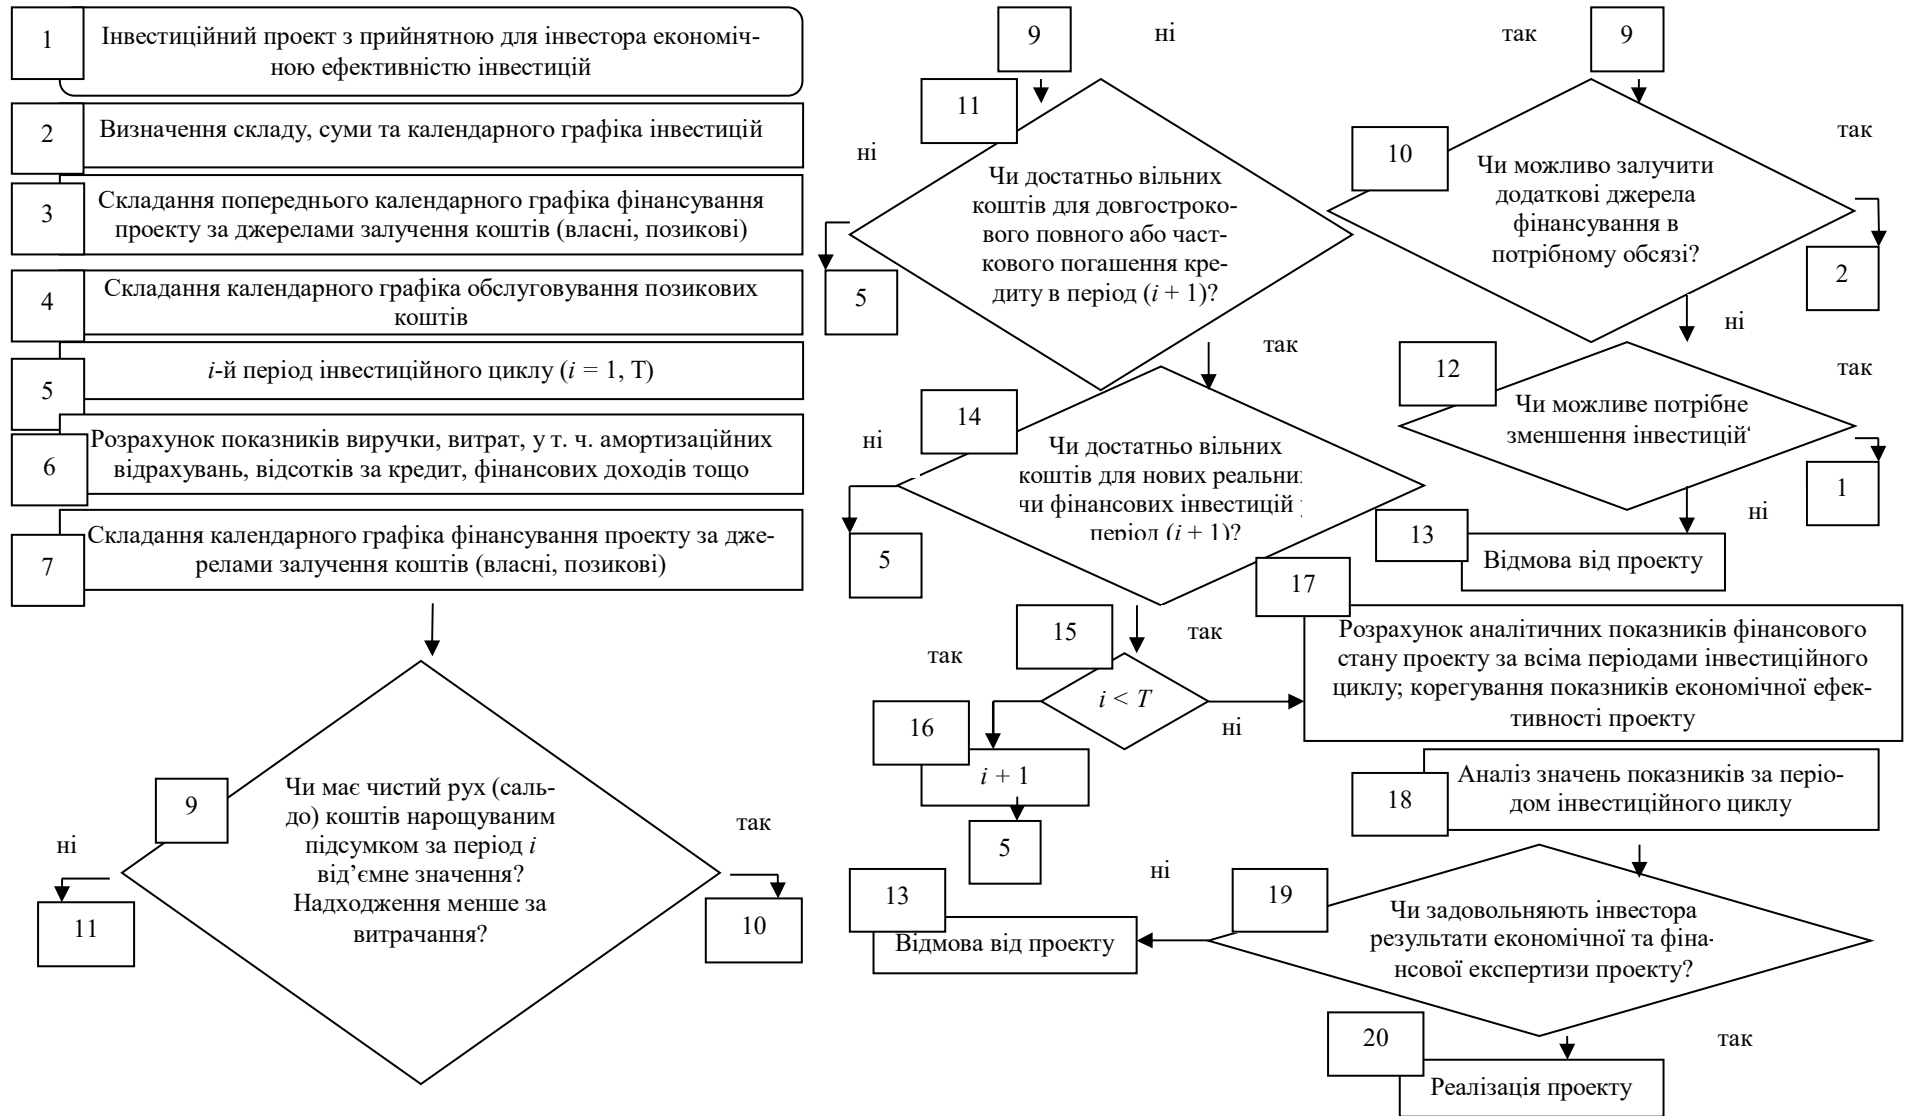 1
Інвестиційний проект з прийнятною для інвестора економіч-
ною ефективністю інвестицій
2
Визначення складу, суми та календарного графіка інвестицій
3
Складання попереднього календарного графіка фінансування
проекту за джерелами залучення коштів (власні, позикові)
4
Складання календарного графіка обслуговування позикових
коштів
5
i-й період інвестиційного циклу (i = 1, T)
6
Розрахунок показників виручки, витрат, у т. ч. амортизаційних
відрахувань, відсотків за кредит, фінансових доходів тощо
7
Складання календарного графіка фінансування проекту за дже-
релами залучення коштів (власні, позикові)
9
Чи має чистий рух (саль-
до) коштів нарощуваним
підсумком за період i
від’ємне значення?
Надходження менше за
витрачання?
ні
11
так
10
9
ні
11
Чи достатньо вільних
коштів для довгостроко-
вого повного або част-
кового погашення кре-
диту в період (i + 1)?
ні
5
так
14
Чи достатньо вільних
коштів для нових
чи фінансових інвестицій
період (i + 1)?
ні
5
так
15
i < T
так
16
i + 1
5
ні
17
Розрахунок аналітичних показників фінансового
стану проекту за всіма періодами інвестиційного
циклу; корегування показників економічної ефек-
тивності проекту
так
9
10
Чи можливо залучити
додаткові джерела
фінансування в
потрібному обсязі?
так
2
ні
12
Чи можливе потрібне
зменшення інвестицій
так
1
ні
13
Відмова від проекту
18
Аналіз значень показників за періо-
дом інвестиційного циклу
19
Чи задовольняють інвестора
результати економічної та фіна-
нсової експертизи проекту?
ні
13
Відмова від проекту
так
20
Реалізація проекту